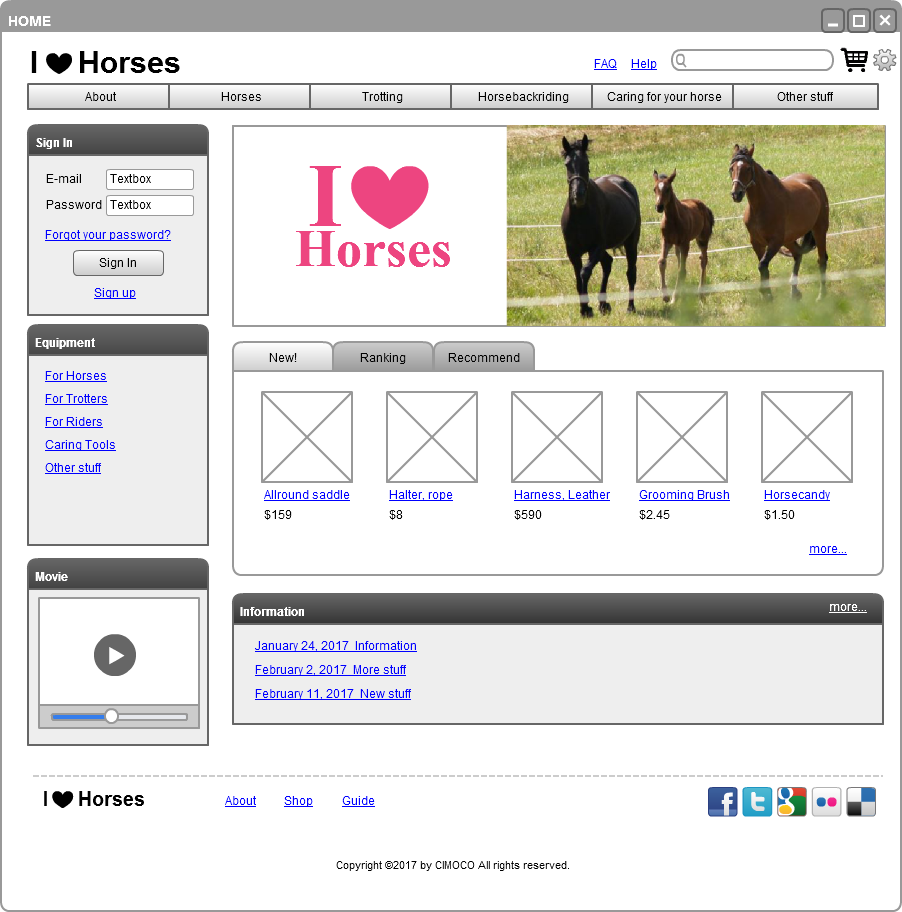 HOME
I ♥ Horses
FAQ Help
About Horses Trotting Horsebackriding Caring for your horse Other stuff
Sign In
E-mail Textbox
Password Textbox
Forgot your password?
Sign In
Sign up
Equipment
For Horses
For Trotters
For Riders
Caring Tools
Other stuff
Movie
I ♥
Horses
New! Ranking Recommend
Allround saddle Halter, rope Harness, Leather Grooming Brush Horsecandy
$159 $8 $590 $2.45 $1.50
more...
Information more...
January 24, 2017 Information
February 2, 2017 More stuff
February 11, 2017 New stuff
I ♥ Horses
About Shop Guide
f t g
Copyright ©2017 by CIMOCO All rights reserved.